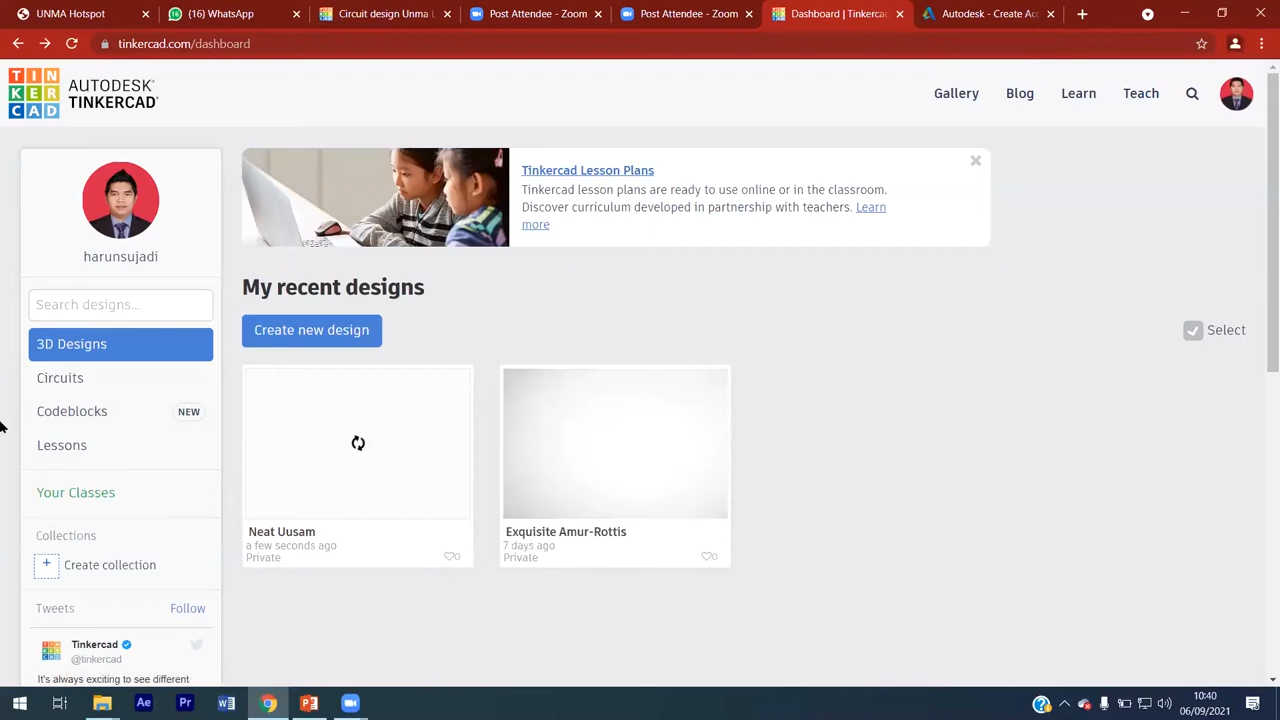 UNMA Hotspot
(16) WhatsApp
Circuit design Unma L
Post Attendee - Zoom
Post Attendee - Zoom
Dashboard | Tinkercad
Autodesk - Create Acc
tinkercad.com/dashboard
TIN
KER
CAD
AUTODESK
TINKERCAD
Gallery
Blog
Learn
Teach
harunsujadi
Search designs...
3D Designs
Circuits
Codeblocks
NEW
Lessons
Your Classes
Collections
+ Create collection
Tweets
Follow
Tinkercad
@tinkercad
It's always exciting to see different
Tinkercad Lesson Plans
Tinkercad lesson plans are ready to use online or in the classroom.
Discover curriculum developed in partnership with teachers. Learn
more
My recent designs
Create new design
Select
Neat Uusam
a few seconds ago
Private
0
Exquisite Amur-Rottis
7 days ago
Private
0
Ae
Pr
10:40
06/09/2021